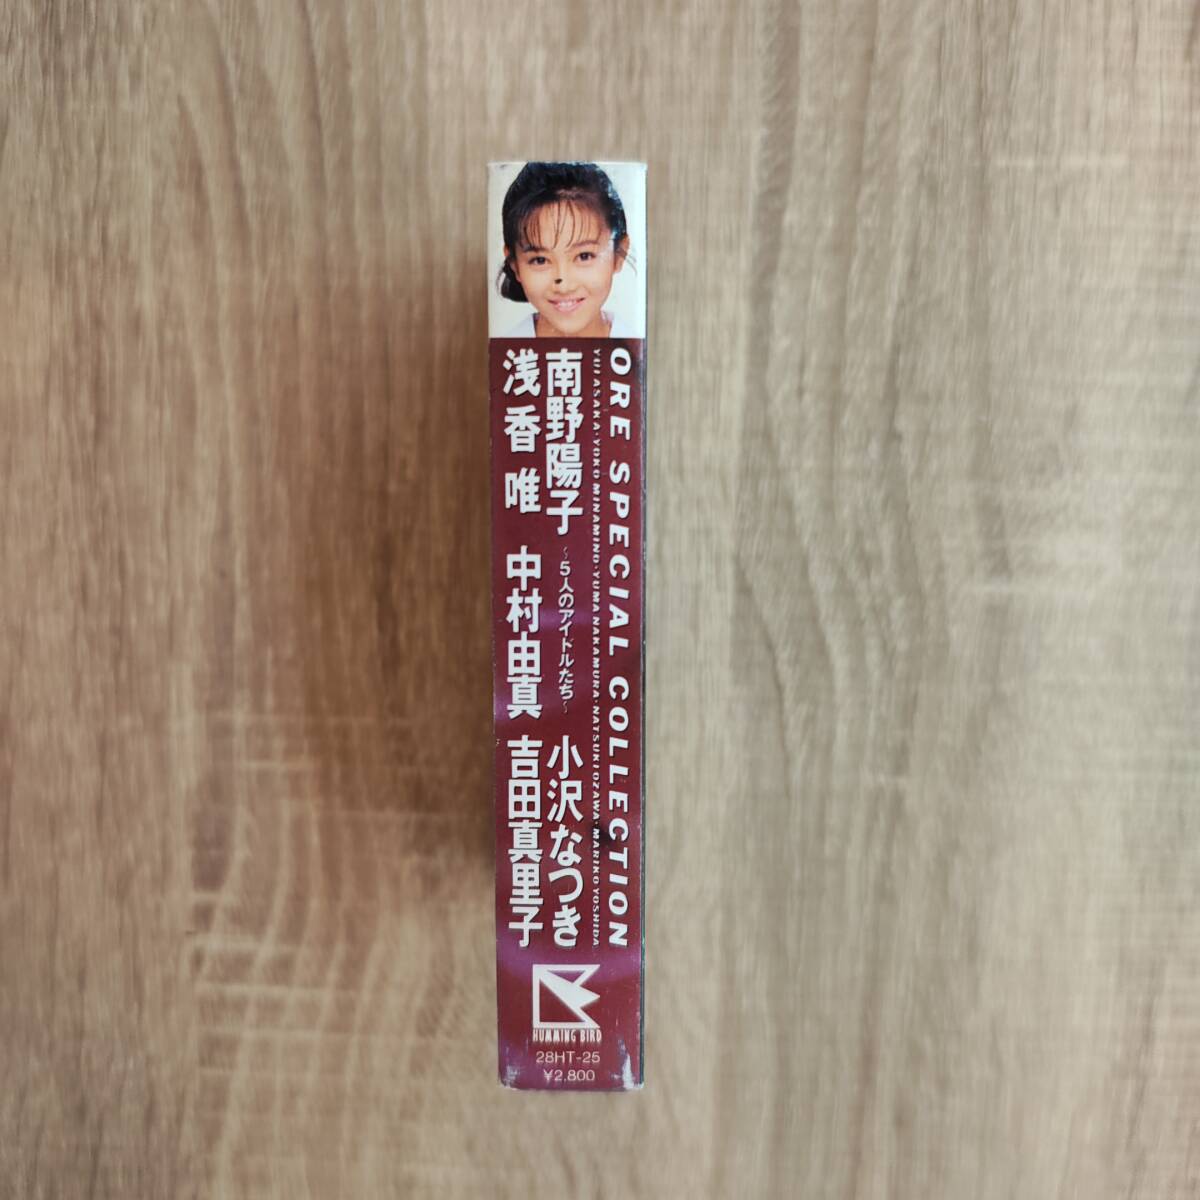 ORE SPECIAL COLLECTION
YUI ASAKA·YOKO MINAMINO·YUMA NAKAMURA·NATSUKI OZAWA·MARIKO YOSHIDA
南野陽子 ～5人のアイドルたち～ 小沢なつき
浅香唯 中村由真 吉田真里子
HUMMING BIRD
28HT-25
¥2,800